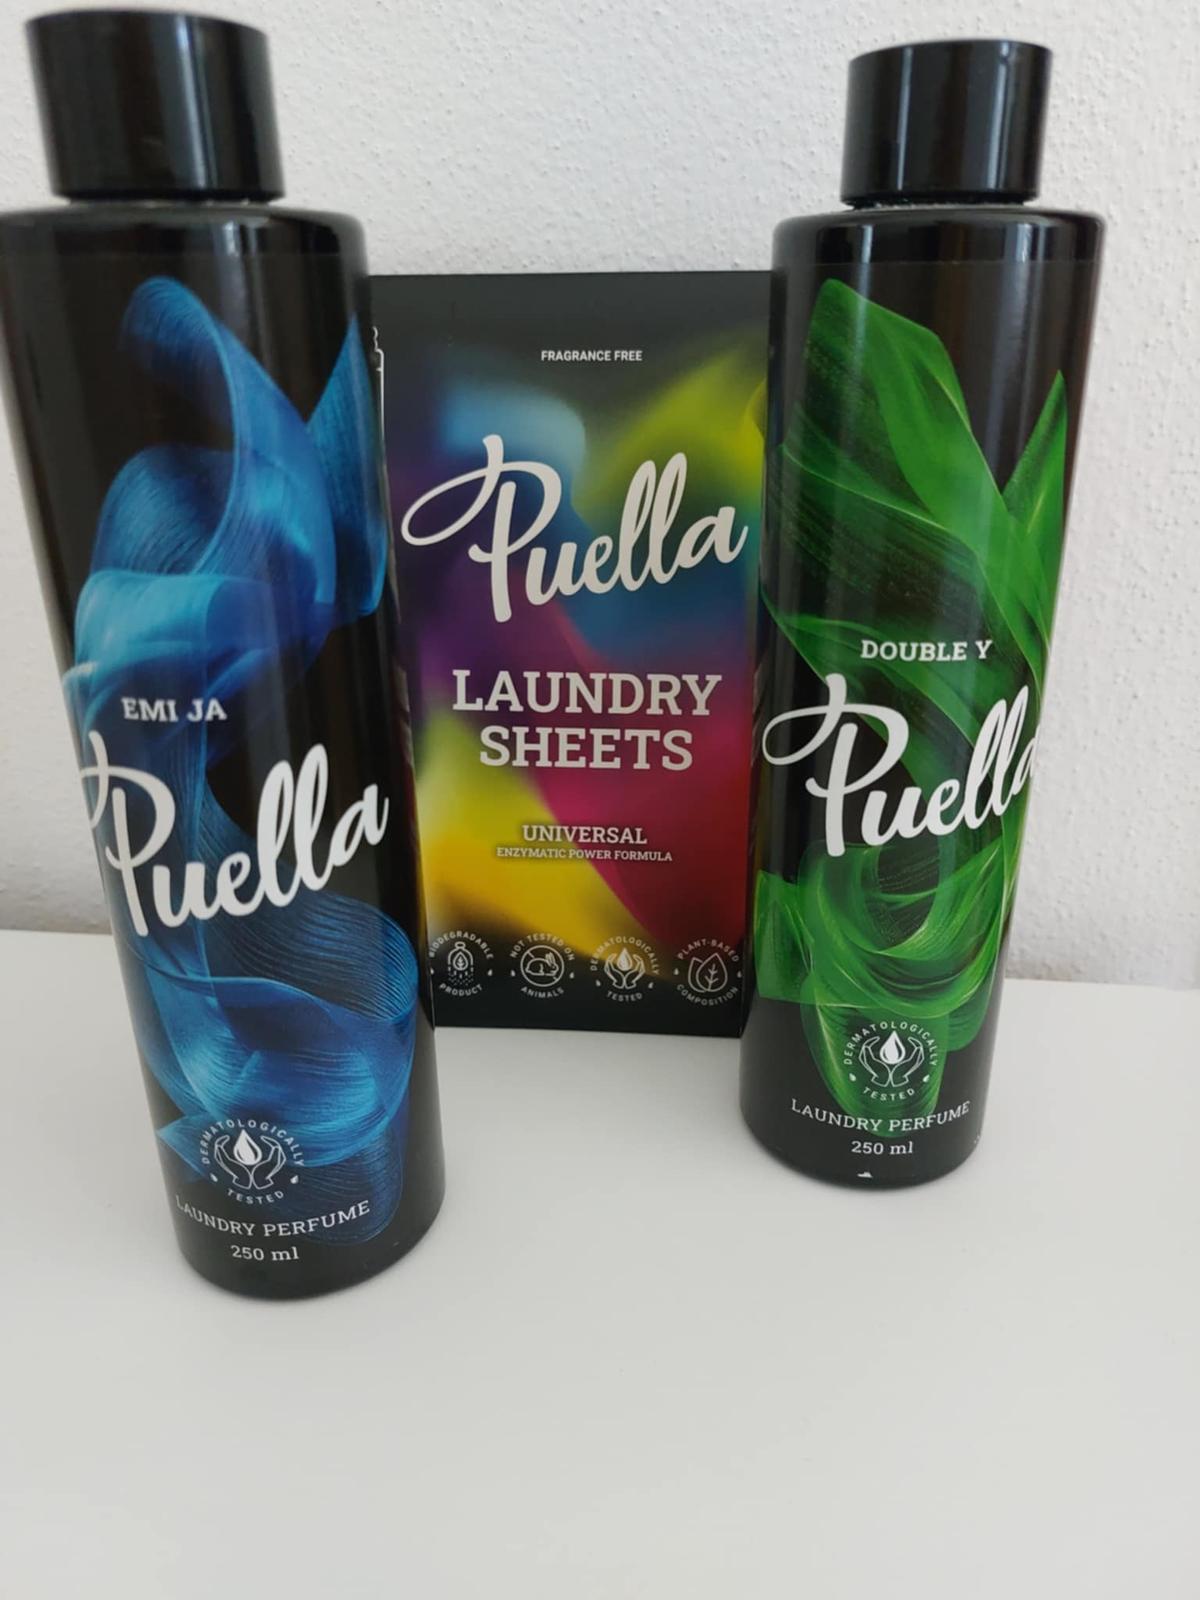 EMI JA
Puella
DERMATOLOGICALLY
TESTED
LAUNDRY PERFUME
250 ml
FRAGRANCE FREE
Puella
LAUNDRY
SHEETS
UNIVERSAL
ENZYMATIC POWER FORMULA
BIODEGRADABLE
PRODUCT
NOT TESTED ON
ANIMALS
DERMATOLOGICALLY
TESTED
PLANT-BASED
COMPOSITION
DOUBLE Y
Puella
DERMATOLOGICALLY
TESTED
LAUNDRY PERFUME
250 ml